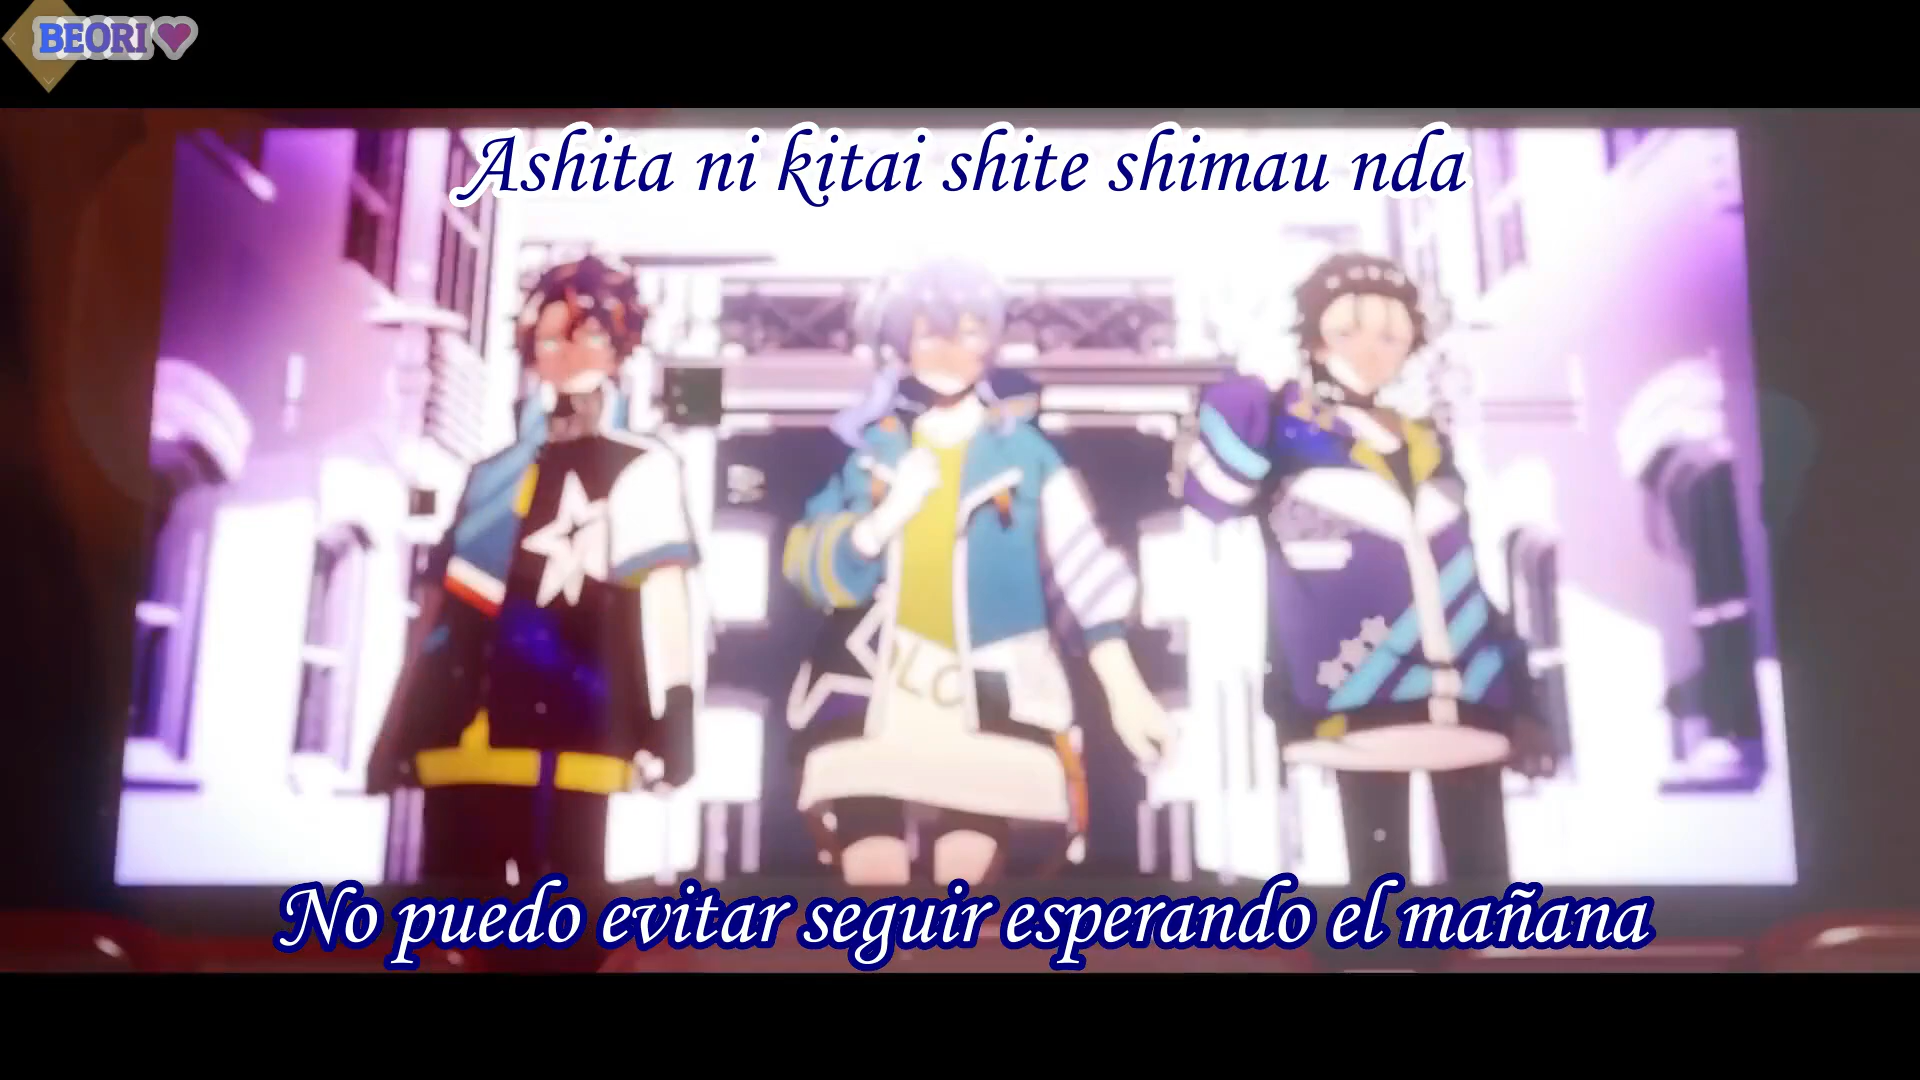 BEORI
Ashita ni kitai shite shimau nda
No puedo evitar seguir esperando el mañana